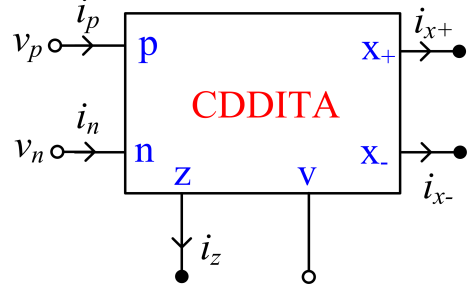 i_p
v_p p x_+ i_{x+}
CDDITA
i_n
v_n n x_- i_{x-}
z v
i_z